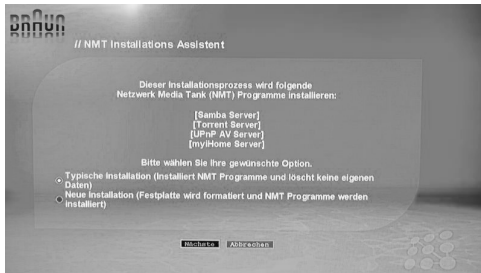 BRAUN
// NMT Installations Assistent
Dieser Installationsprozess wird folgende
Netzwerk Media Tank (NMT) Programme installieren:
[Samba Server]
[Torrent Server]
[UPnP AV Server]
[myiHome Server]
Bitte wählen Sie Ihre gewünschte Option.
Typische Installation (Installiert NMT Programme und löscht keine eigenen
Daten)
Neue Installation (Festplatte wird formatiert und NMT Programme werden
installiert)
Nächste Abbrechen